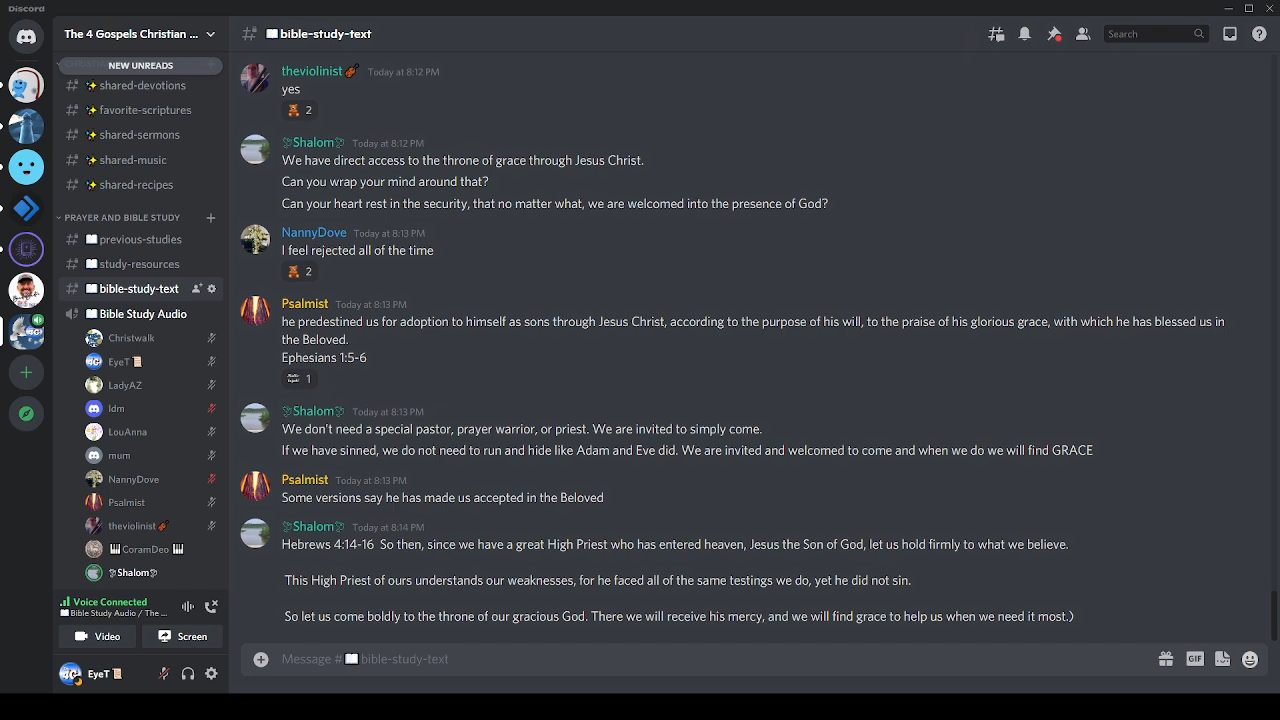 Discord
The 4 Gospels Christian ...
NEW UNREADS
✨shared-devotions
✨favorite-scriptures
✨shared-sermons
✨shared-music
✨shared-recipes
PRAYER AND BIBLE STUDY
📖previous-studies
📖study-resources
📖bible-study-text
📖Bible Study Audio
Christwalk
EyeT📜
LadyAZ
ldm
LouAnna
mum
NannyDove
Psalmist
theviolinist🎻
🎹CoramDeo 🎹
🕊Shalom🕊
Voice Connected
📖Bible Study Audio / The ...
Video
Screen
EyeT📜
📖bible-study-text
Search
theviolinist🎻 Today at 8:12 PM
yes
🧸 2
🕊Shalom🕊 Today at 8:12 PM
We have direct access to the throne of grace through Jesus Christ.
Can you wrap your mind around that?
Can your heart rest in the security, that no matter what, we are welcomed into the presence of God?
NannyDove Today at 8:13 PM
I feel rejected all of the time
🧸 2
Psalmist Today at 8:13 PM
he predestined us for adoption to himself as sons through Jesus Christ, according to the purpose of his will, to the praise of his glorious grace, with which he has blessed us in
the Beloved.
Ephesians 1:5-6
1
🕊Shalom🕊 Today at 8:13 PM
We don't need a special pastor, prayer warrior, or priest. We are invited to simply come.
If we have sinned, we do not need to run and hide like Adam and Eve did. We are invited and welcomed to come and when we do we will find GRACE
Psalmist Today at 8:13 PM
Some versions say he has made us accepted in the Beloved
🕊Shalom🕊 Today at 8:14 PM
Hebrews 4:14-16 So then, since we have a great High Priest who has entered heaven, Jesus the Son of God, let us hold firmly to what we believe.
This High Priest of ours understands our weaknesses, for he faced all of the same testings we do, yet he did not sin.
So let us come boldly to the throne of our gracious God. There we will receive his mercy, and we will find grace to help us when we need it most.)
Message #📖bible-study-text
GIF